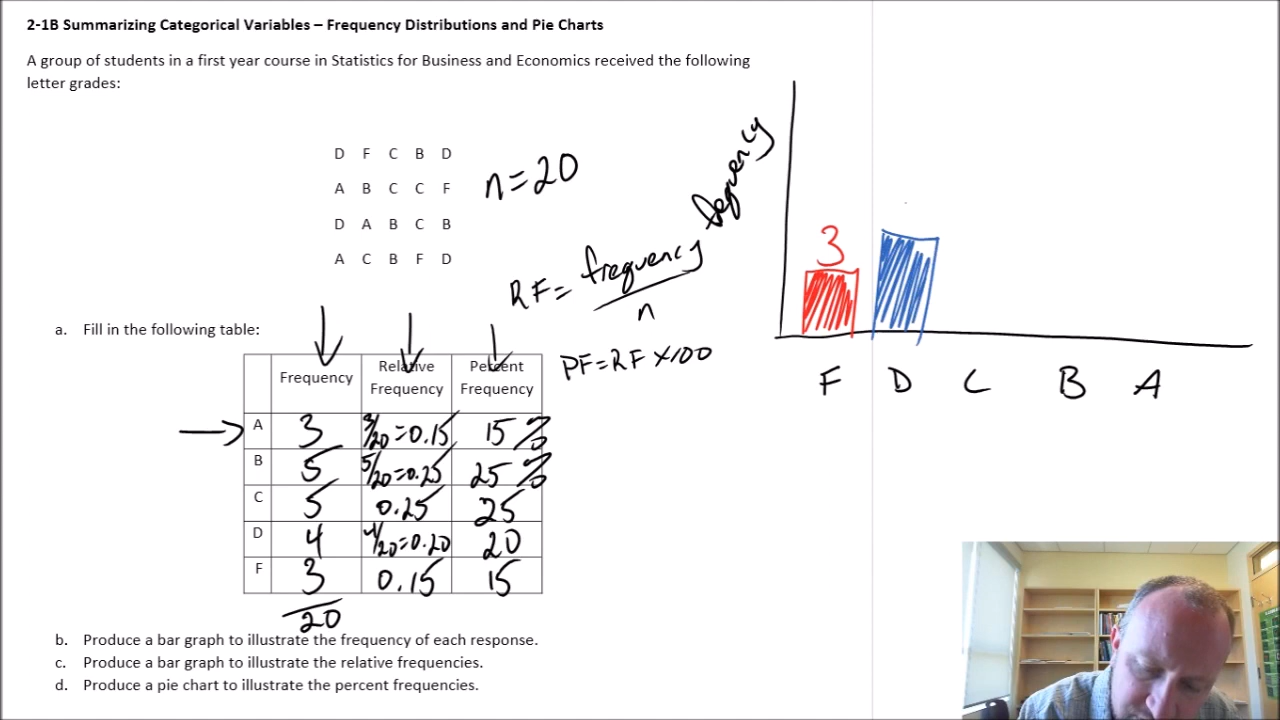 2-1B Summarizing Categorical Variables – Frequency Distributions and Pie Charts
A group of students in a first year course in Statistics for Business and Economics received the following
letter grades:
D F C B D
A B C C F
D A B C B
A C B F D
n=20
RF= frequency
n
PF=RF×100
a. Fill in the following table:
Frequency Relative Frequency Percent Frequency
A 3 3/20=0.15 15%
B 5 5/20=0.25 25%
C 5 0.25 25
D 4 4/20=0.20 20
F 3 0.15 15
20
b. Produce a bar graph to illustrate the frequency of each response.
c. Produce a bar graph to illustrate the relative frequencies.
d. Produce a pie chart to illustrate the percent frequencies.
frequency
3
F D C B A